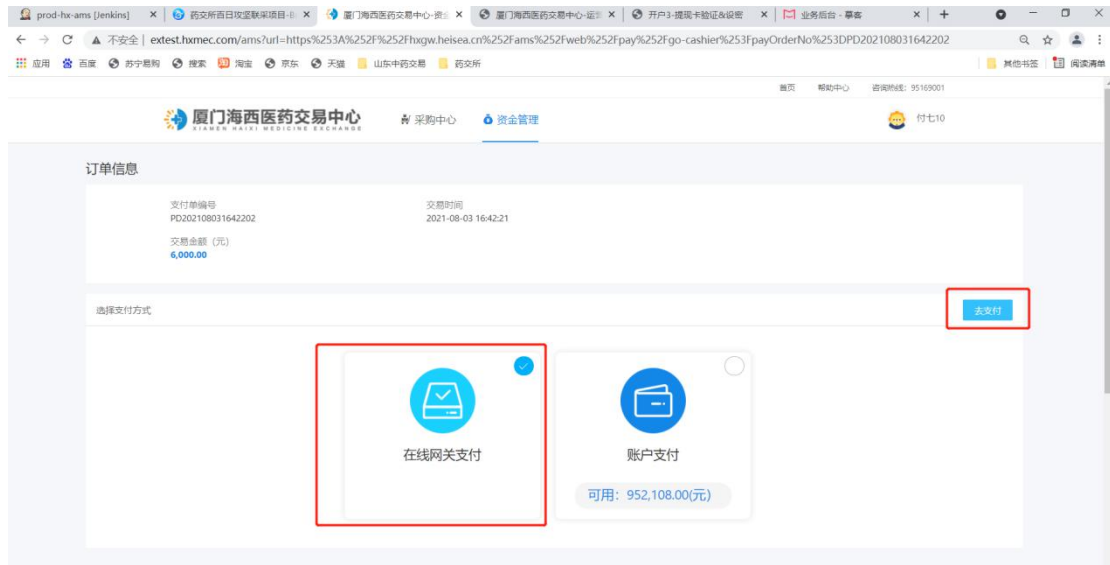 prod-hx-ams [Jenkins]
药交所百日攻坚联采项目-B
厦门海西医药交易中心-资
厦门海西医药交易中心-运
开户3-提现卡验证&设密
业务后台 - 摹客
不安全 | extest.hxmec.com/ams?url=https%253A%252F%252Fhxgw.heisea.cn%252Fams%252Fweb%252Fpay%252Fgo-cashier%253FpayOrderNo%253DPD202108031642202
应用 百度 苏宁易购 搜索 淘宝 京东 天猫 山东中药交易 药交所 其他书签 阅读清单
首页 帮助中心 咨询热线: 95169001
厦门海西医药交易中心 采购中心 资金管理 付七10
XIAMEN HAIXI MEDICINE EXCHANGE
订单信息
支付单编号 交易时间
PD202108031642202 2021-08-03 16:42:21
交易金额（元）
6,000.00
选择支付方式 去支付
在线网关支付 账户支付
可用：952,108.00(元)